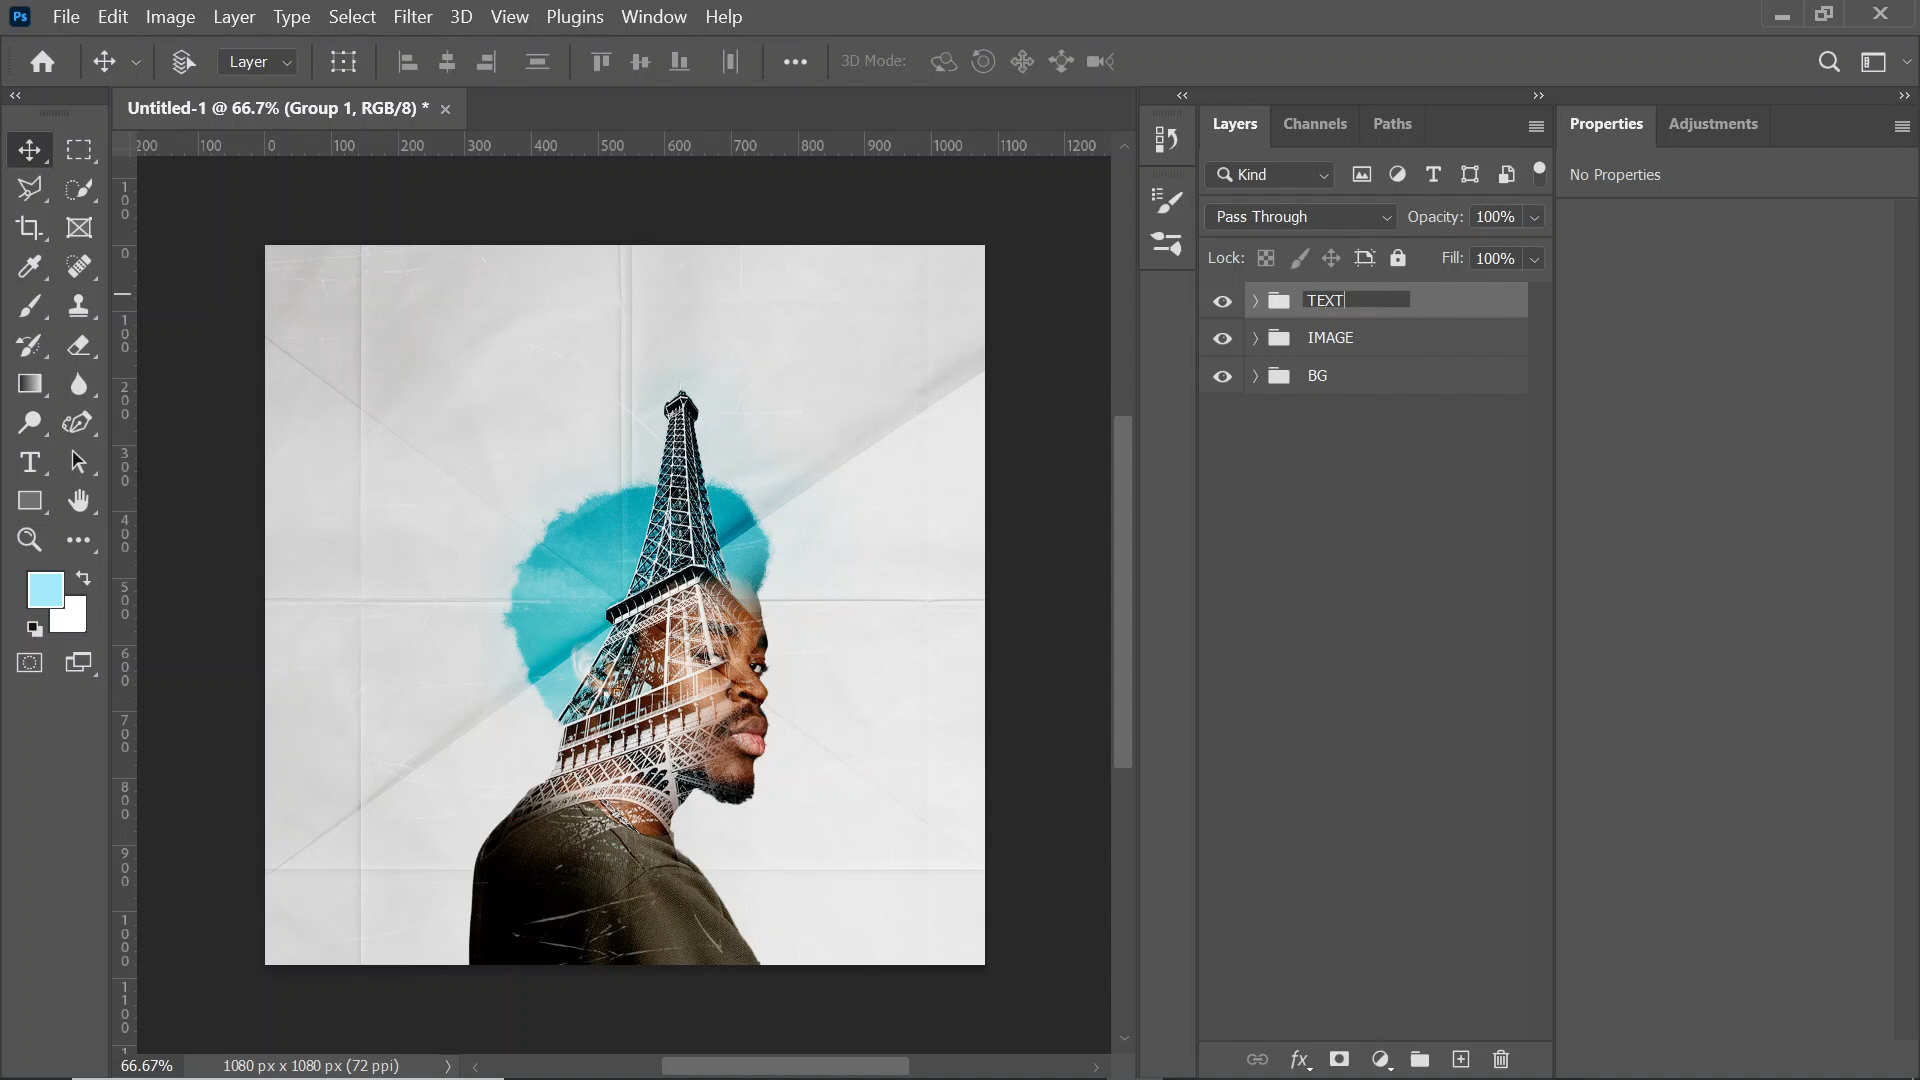 Ps File Edit Image Layer Type Select Filter 3D View Plugins Window Help
Layer 3D Mode:
Untitled-1 @ 66.7% (Group 1, RGB/8) *
Layers Channels Paths
Properties Adjustments
200 100 0 100 200 300 400 500 600 700 800 900 1000 1100 1200
Kind
No Properties
Pass Through Opacity: 100%
Lock: Fill: 100%
TEXT
IMAGE
BG
100
0
100
200
300
400
500
600
700
800
900
1000
1100
1
T
66.67% 1080 px x 1080 px (72 ppi)
fx